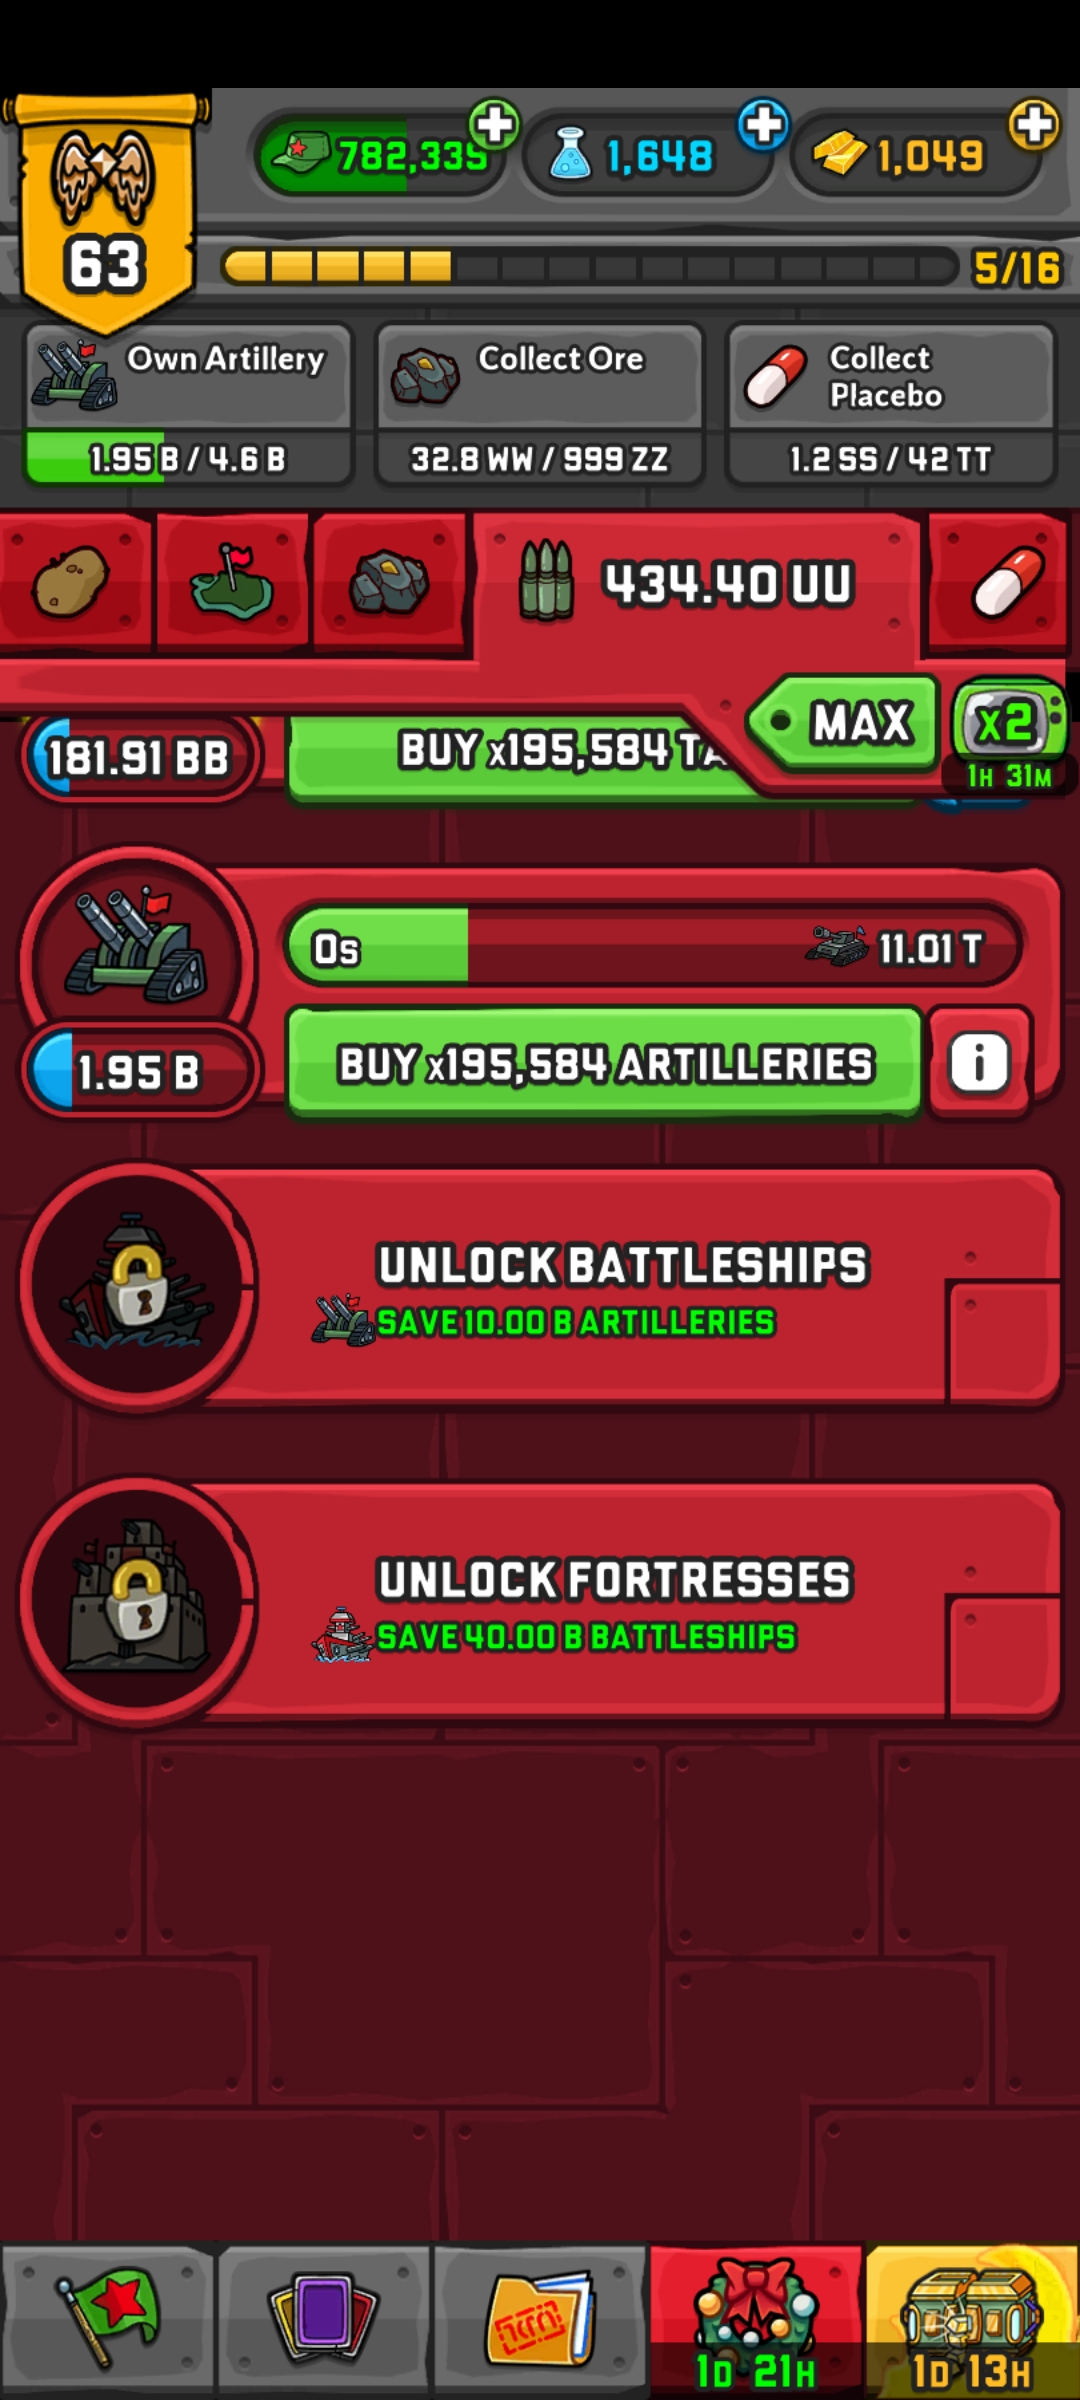 782,335
1,648
1,049
63
5/16
Own Artillery
1.95 B / 4.6 B
Collect Ore
32.8 WW / 999 ZZ
Collect
Placebo
1.2 SS / 42 TT
434.40 UU
MAX
x2
1H 31M
181.91 BB
BUY x195,584 TA
0s
11.01 T
1.95 B
BUY x195,584 ARTILLERIES
i
UNLOCK BATTLESHIPS
SAVE 10.00 B ARTILLERIES
UNLOCK FORTRESSES
SAVE 40.00 B BATTLESHIPS
1D 21H
1D 13H